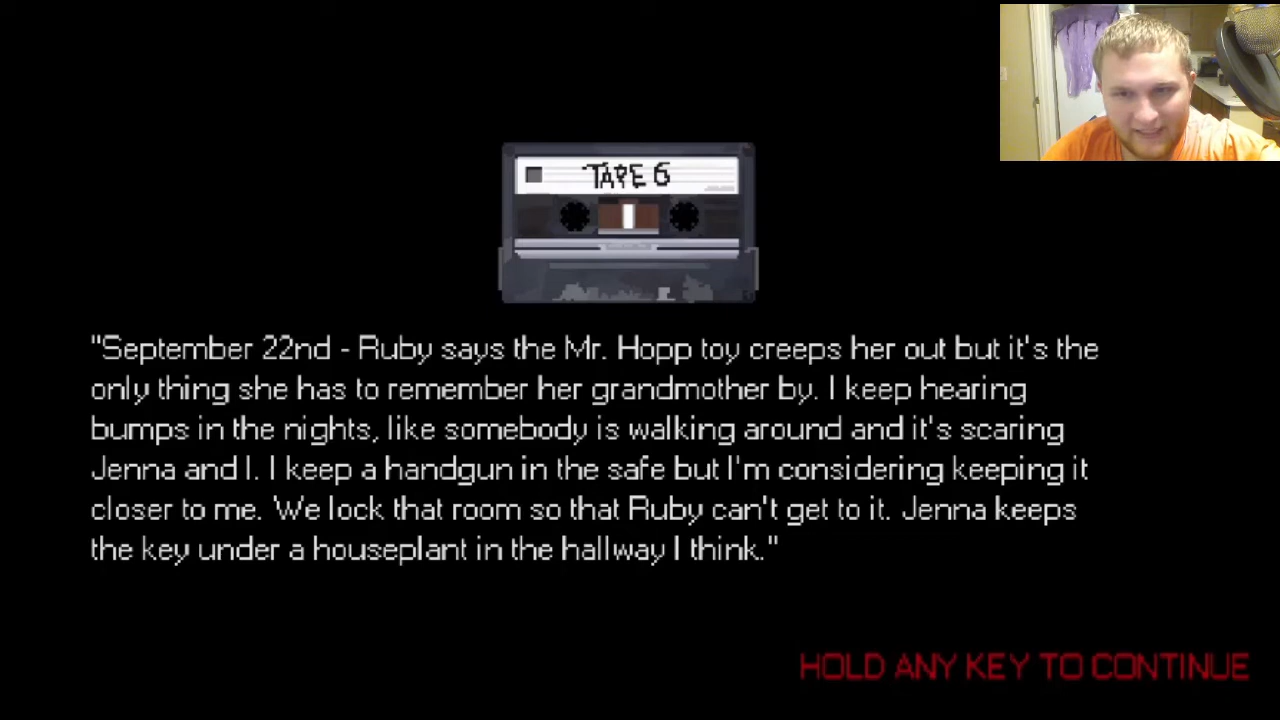 TAPE 6
"September 22nd - Ruby says the Mr. Hopp toy creeps her out but it's the
only thing she has to remember her grandmother by. I keep hearing
bumps in the nights, like somebody is walking around and it's scaring
Jenna and I. I keep a handgun in the safe but I'm considering keeping it
closer to me. We lock that room so that Ruby can't get to it. Jenna keeps
the key under a houseplant in the hallway I think."
HOLD ANY KEY TO CONTINUE